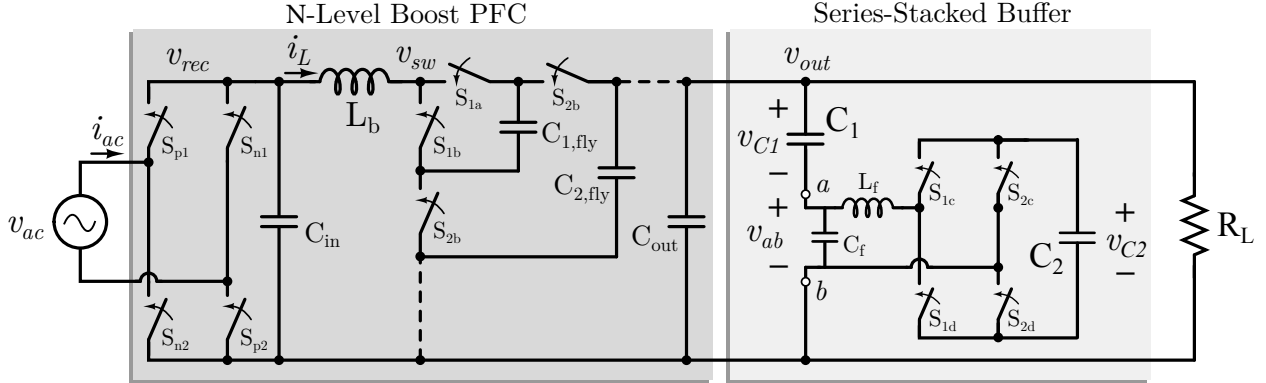 N-Level Boost PFC
Series-Stacked Buffer
v_rec
i_L
v_sw
v_out
L_b
S_1a
S_2b
S_p1
S_n1
S_1b
C_1,fly
C_2,fly
i_ac
v_ac
C_in
S_2b
C_out
S_n2
S_p2
+
C_1
v_C1
−
a
+
v_ab
−
b
L_f
C_f
S_1c
S_2c
S_1d
S_2d
C_2
+
v_C2
−
R_L